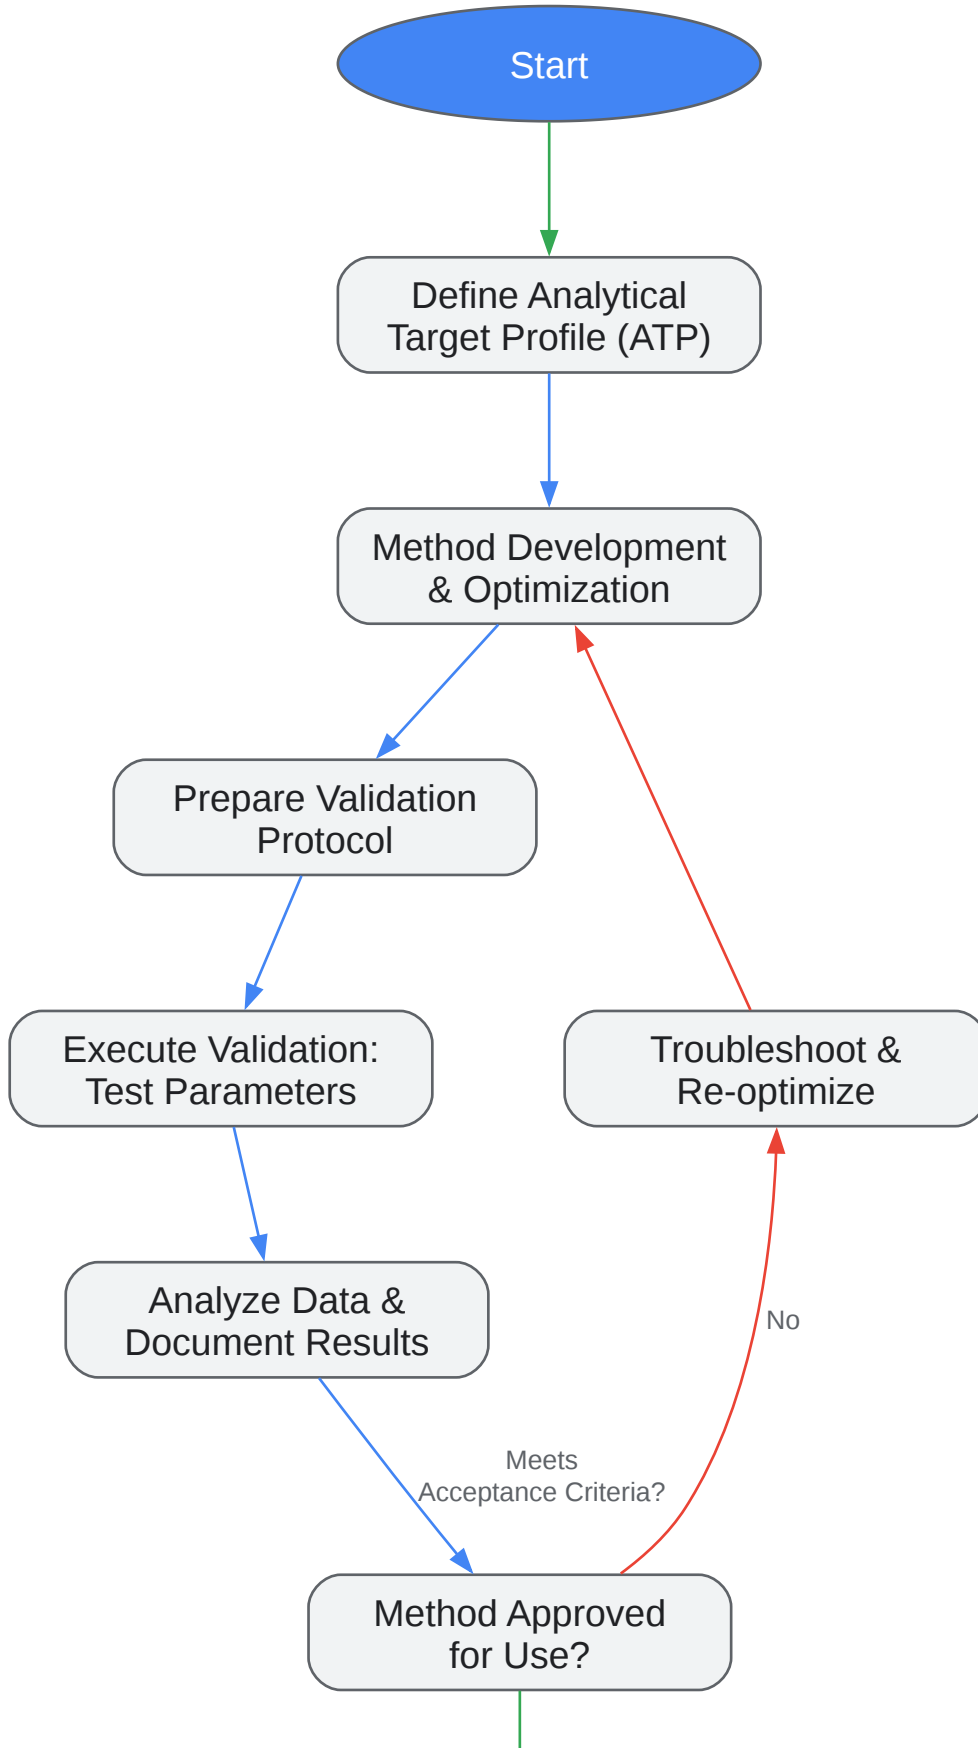 Start
Define Analytical
Target Profile (ATP)
Method Development
& Optimization
Prepare Validation
Protocol
Execute Validation:
Test Parameters
Troubleshoot &
Re-optimize
Analyze Data &
Document Results
No
Meets
Acceptance Criteria?
Method Approved
for Use?